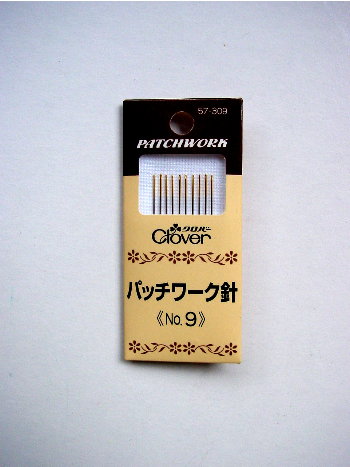 57-309
PATCHWORK
クロバー
Clover
パッチワーク針
《No.9》